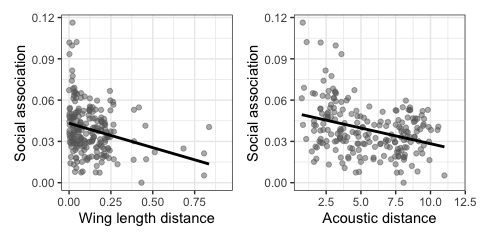 0.12
0.09
0.06
0.03
0.00
Social association
0.00 0.25 0.50 0.75
Wing length distance
0.12
0.09
0.06
0.03
0.00
Social association
2.5 5.0 7.5 10.0 12.5
Acoustic distance